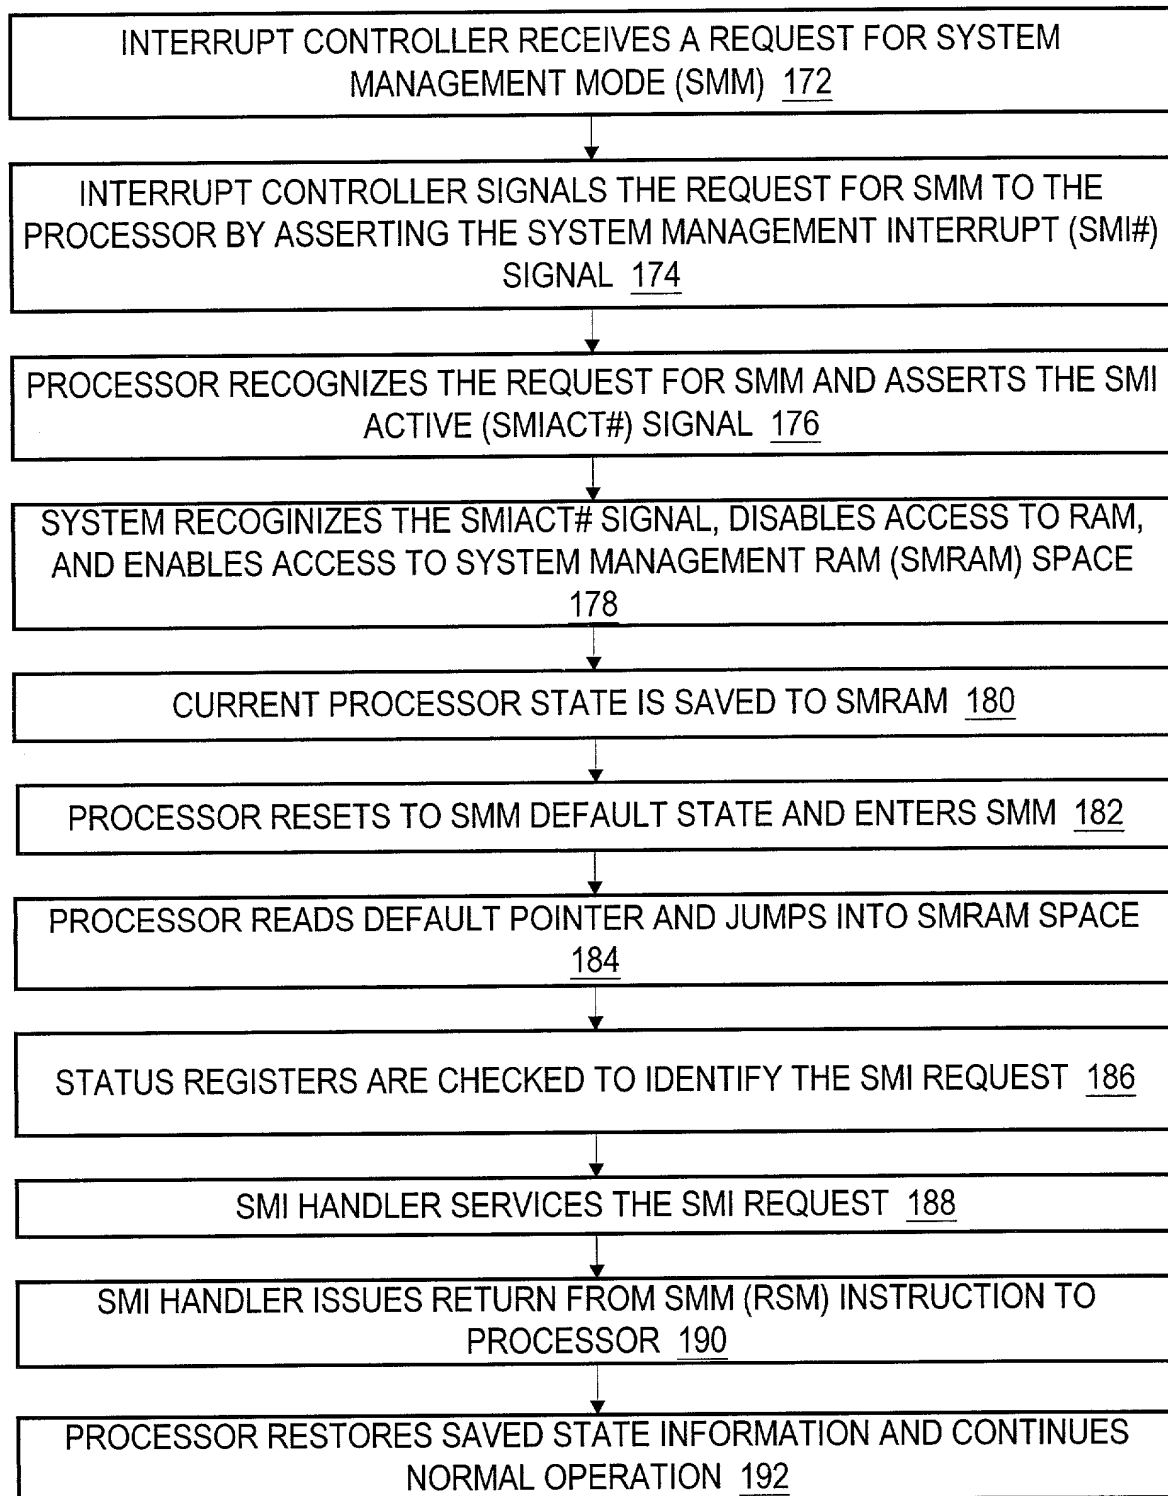 INTERRUPT CONTROLLER RECEIVES A REQUEST FOR SYSTEM
MANAGEMENT MODE (SMM) 172
INTERRUPT CONTROLLER SIGNALS THE REQUEST FOR SMM TO THE
PROCESSOR BY ASSERTING THE SYSTEM MANAGEMENT INTERRUPT (SMI#)
SIGNAL 174
PROCESSOR RECOGNIZES THE REQUEST FOR SMM AND ASSERTS THE SMI
ACTIVE (SMIACT#) SIGNAL 176
SYSTEM RECOGINIZES THE SMIACT# SIGNAL, DISABLES ACCESS TO RAM,
AND ENABLES ACCESS TO SYSTEM MANAGEMENT RAM (SMRAM) SPACE
178
CURRENT PROCESSOR STATE IS SAVED TO SMRAM 180
PROCESSOR RESETS TO SMM DEFAULT STATE AND ENTERS SMM 182
PROCESSOR READS DEFAULT POINTER AND JUMPS INTO SMRAM SPACE
184
STATUS REGISTERS ARE CHECKED TO IDENTIFY THE SMI REQUEST 186
SMI HANDLER SERVICES THE SMI REQUEST 188
SMI HANDLER ISSUES RETURN FROM SMM (RSM) INSTRUCTION TO
PROCESSOR 190
PROCESSOR RESTORES SAVED STATE INFORMATION AND CONTINUES
NORMAL OPERATION 192